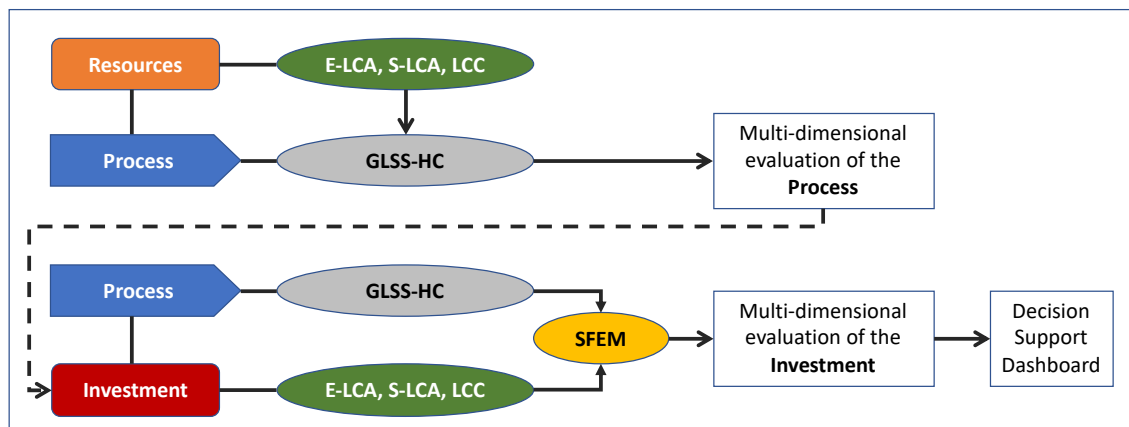 Resources
E-LCA, S-LCA, LCC
Process
GLSS-HC
Multi-dimensional
evaluation of the
Process
Process
GLSS-HC
SFEM
Multi-dimensional
evaluation of the
Investment
Decision
Support
Dashboard
Investment
E-LCA, S-LCA, LCC